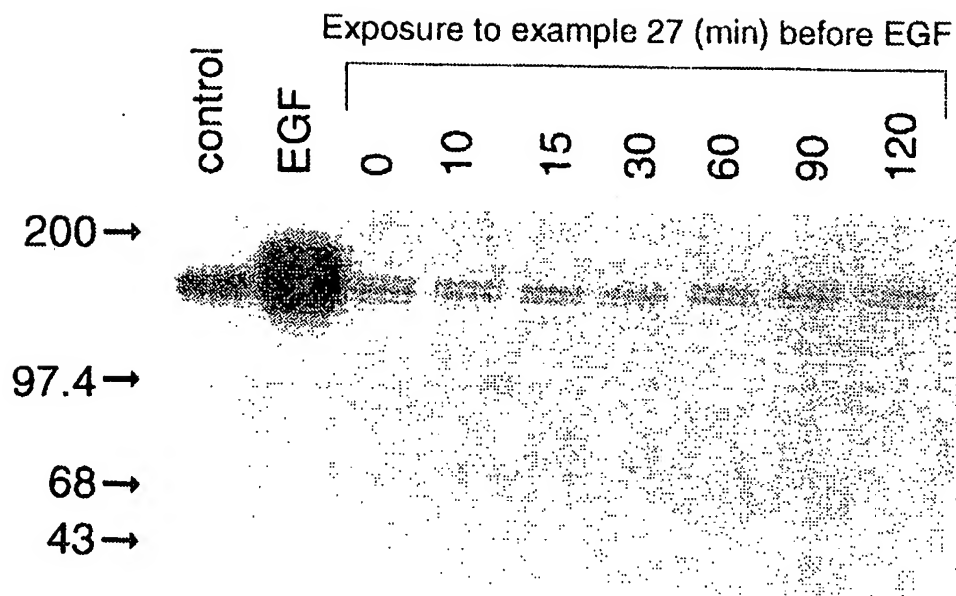 Exposure to example 27 (min) before EGF
control EGF 0 10 15 30 60 90 120
200→
97.4→
68→
43→